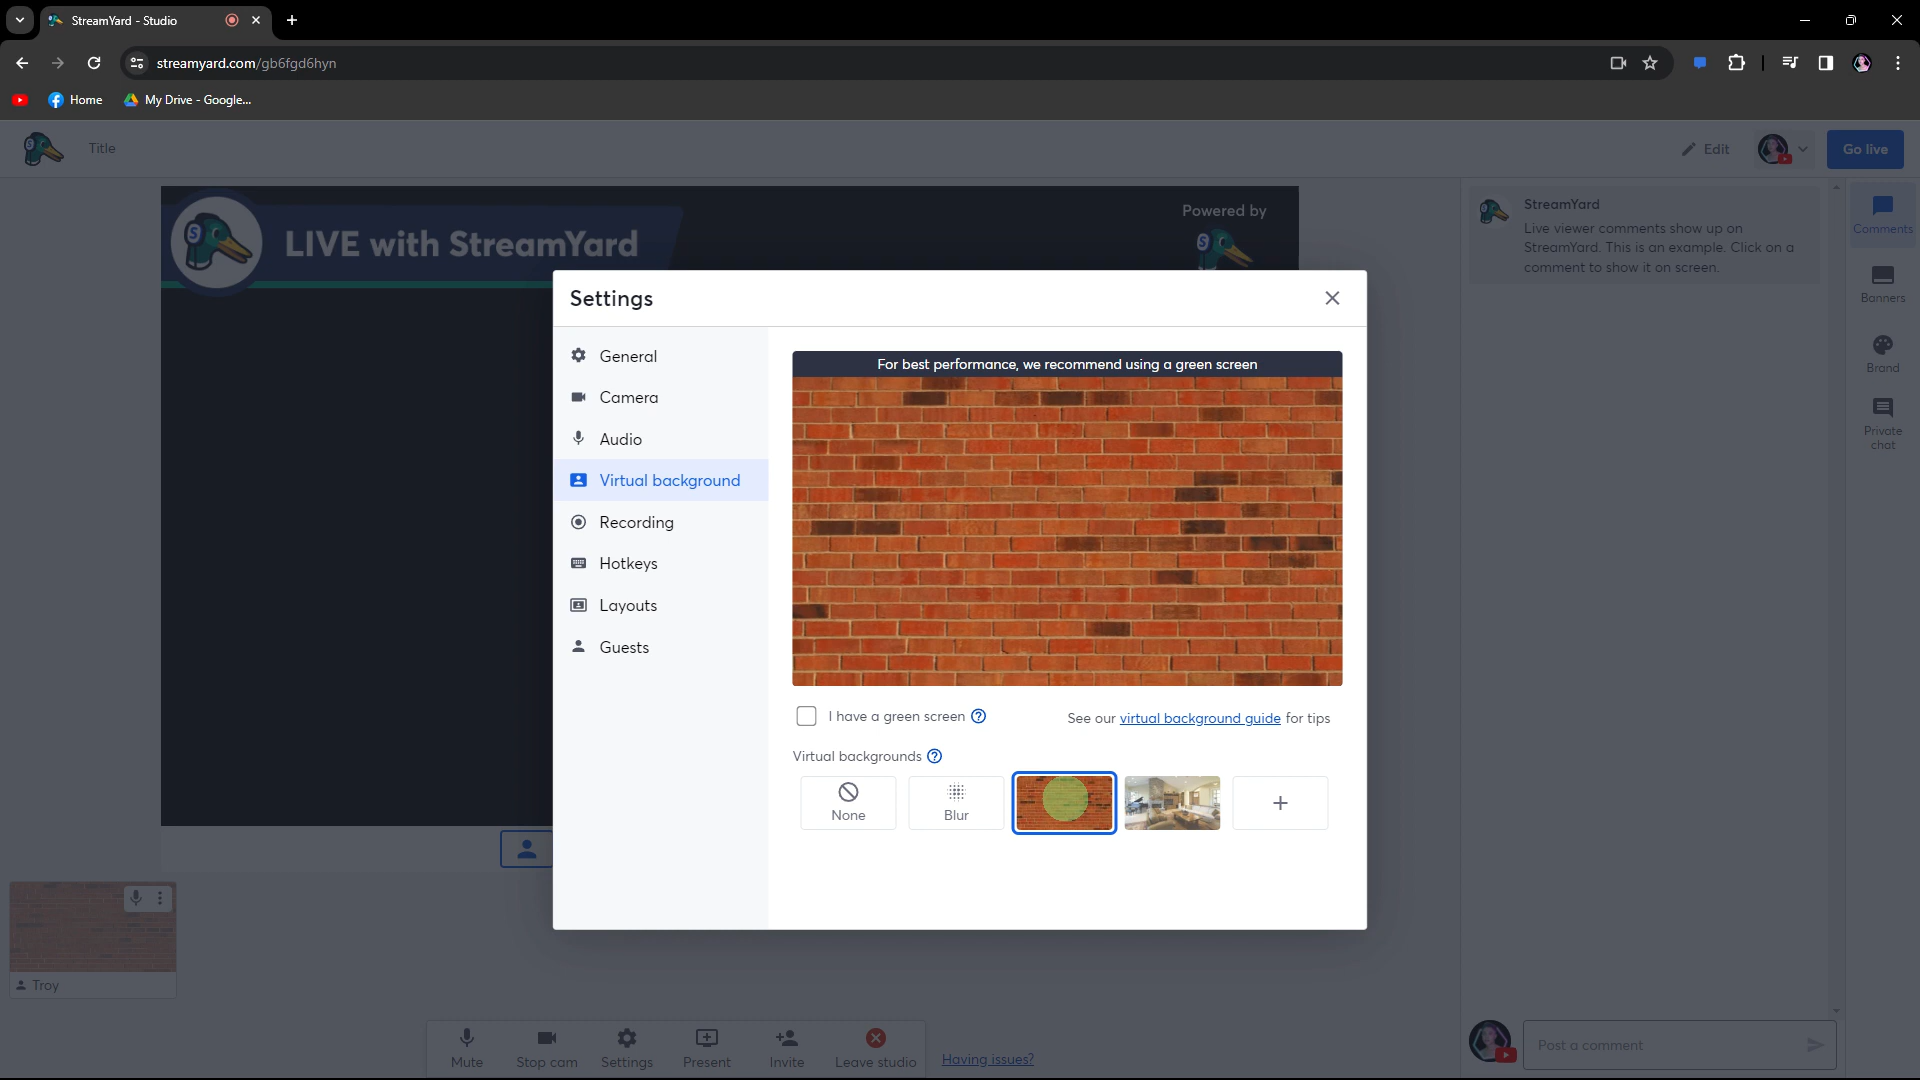 StreamYard - Studio
streamyard.com/gb6fgd6hyn
Home
My Drive - Google...
Title
Edit
Go live
S
LIVE with StreamYard
Powered by
S
StreamYard
Live viewer comments show up on
StreamYard. This is an example. Click on a
comment to show it on screen.
Comments
Banners
Brand
Private
chat
Settings
General
Camera
Audio
Virtual background
Recording
Hotkeys
Layouts
Guests
For best performance, we recommend using a green screen
I have a green screen
See our virtual background guide for tips
Virtual backgrounds
None
Blur
Troy
Mute
Stop cam
Settings
Present
Invite
Leave studio
Having issues?
Post a comment